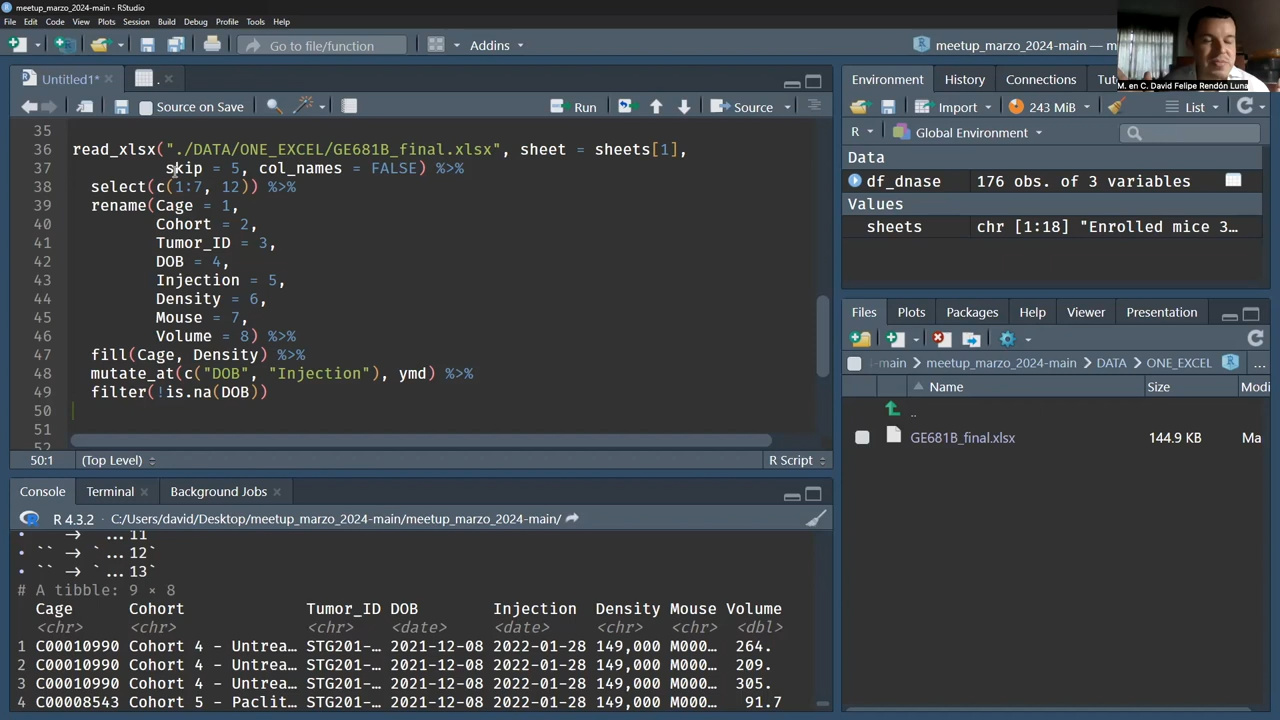 meetup_marzo_2024-main - RStudio
File Edit Code View Plots Session Build Debug Profile Tools Help
Go to file/function Addins meetup_marzo_2024-main —
M. en C. David Felipe Rendón Luna
Untitled1* .
Source on Save Run Source
35
36 read_xlsx("./DATA/ONE_EXCEL/GE681B_final.xlsx", sheet = sheets[1],
37 skip = 5, col_names = FALSE) %>%
38 select(c(1:7, 12)) %>%
39 rename(Cage = 1,
40 Cohort = 2,
41 Tumor_ID = 3,
42 DOB = 4,
43 Injection = 5,
44 Density = 6,
45 Mouse = 7,
46 Volume = 8) %>%
47 fill(Cage, Density) %>%
48 mutate_at(c("DOB", "Injection"), ymd) %>%
49 filter(!is.na(DOB))
50
51
52
50:1 (Top Level) R Script
Console Terminal Background Jobs
R 4.3.2 · C:/Users/david/Desktop/meetup_marzo_2024-main/meetup_marzo_2024-main/
• `` -> `...11`
• `` -> `...12`
• `` -> `...13`
# A tibble: 9 × 8
Cage Cohort Tumor_ID DOB Injection Density Mouse Volume
<chr> <chr> <chr> <date> <date> <chr> <chr> <dbl>
1 C00010990 Cohort 4 - Untrea… STG201-… 2021-12-08 2022-01-28 149,000 M000… 264.
2 C00010990 Cohort 4 - Untrea… STG201-… 2021-12-08 2022-01-28 149,000 M000… 209.
3 C00010990 Cohort 4 - Untrea… STG201-… 2021-12-08 2022-01-28 149,000 M000… 305.
4 C00008543 Cohort 5 - Paclit… STG201-… 2021-12-08 2022-01-28 149,000 M000… 91.7
Environment History Connections Tu
Import 243 MiB List
R Global Environment
Data
df_dnase 176 obs. of 3 variables
Values
sheets chr [1:18] "Enrolled mice 3…
Files Plots Packages Help Viewer Presentation
-main meetup_marzo_2024-main DATA ONE_EXCEL …
Name Size Modi
..
GE681B_final.xlsx 144.9 KB Ma